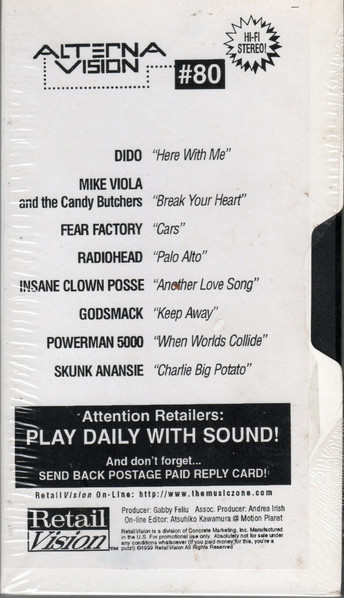 ALTERNA
VISION
#80
HI-FI
STEREO!
DIDO "Here With Me"
MIKE VIOLA
and the Candy Butchers "Break Your Heart"
FEAR FACTORY "Cars"
RADIOHEAD "Palo Alto"
INSANE CLOWN POSSE "Another Love Song"
GODSMACK "Keep Away"
POWERMAN 5000 "When Worlds Collide"
SKUNK ANANSIE "Charlie Big Potato"
Attention Retailers:
PLAY DAILY WITH SOUND!
And don't forget...
SEND BACK POSTAGE PAID REPLY CARD!
RetailVision On-Line: http://www.themusiczone.com
Retail
Vision
Producer: Gabby Feliu Assoc. Producer: Andrea Irish
On-line Editor: Atsuhiko Kawamura @ Motion Planet
RetailVision is a division of Concrete Marketing, Inc. Manufactured
in the U.S. For promotional use only. Absolutely not for sale under
any conditions whatsoever (if you paid money for this, you're a
putz!) ©1999 RetailVision All Rights Reserved